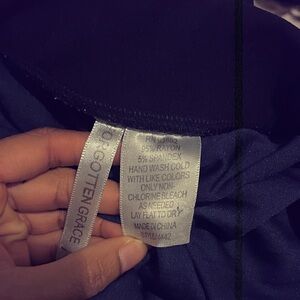 FORGOTTEN GRACE
95% RAYON
5% SPANDEX
HAND WASH COLD
WITH LIKE COLORS
ONLY NON-
CHLORINE BLEACH
AS NEEDED
LAY FLAT TO DRY
MADE IN CHINA